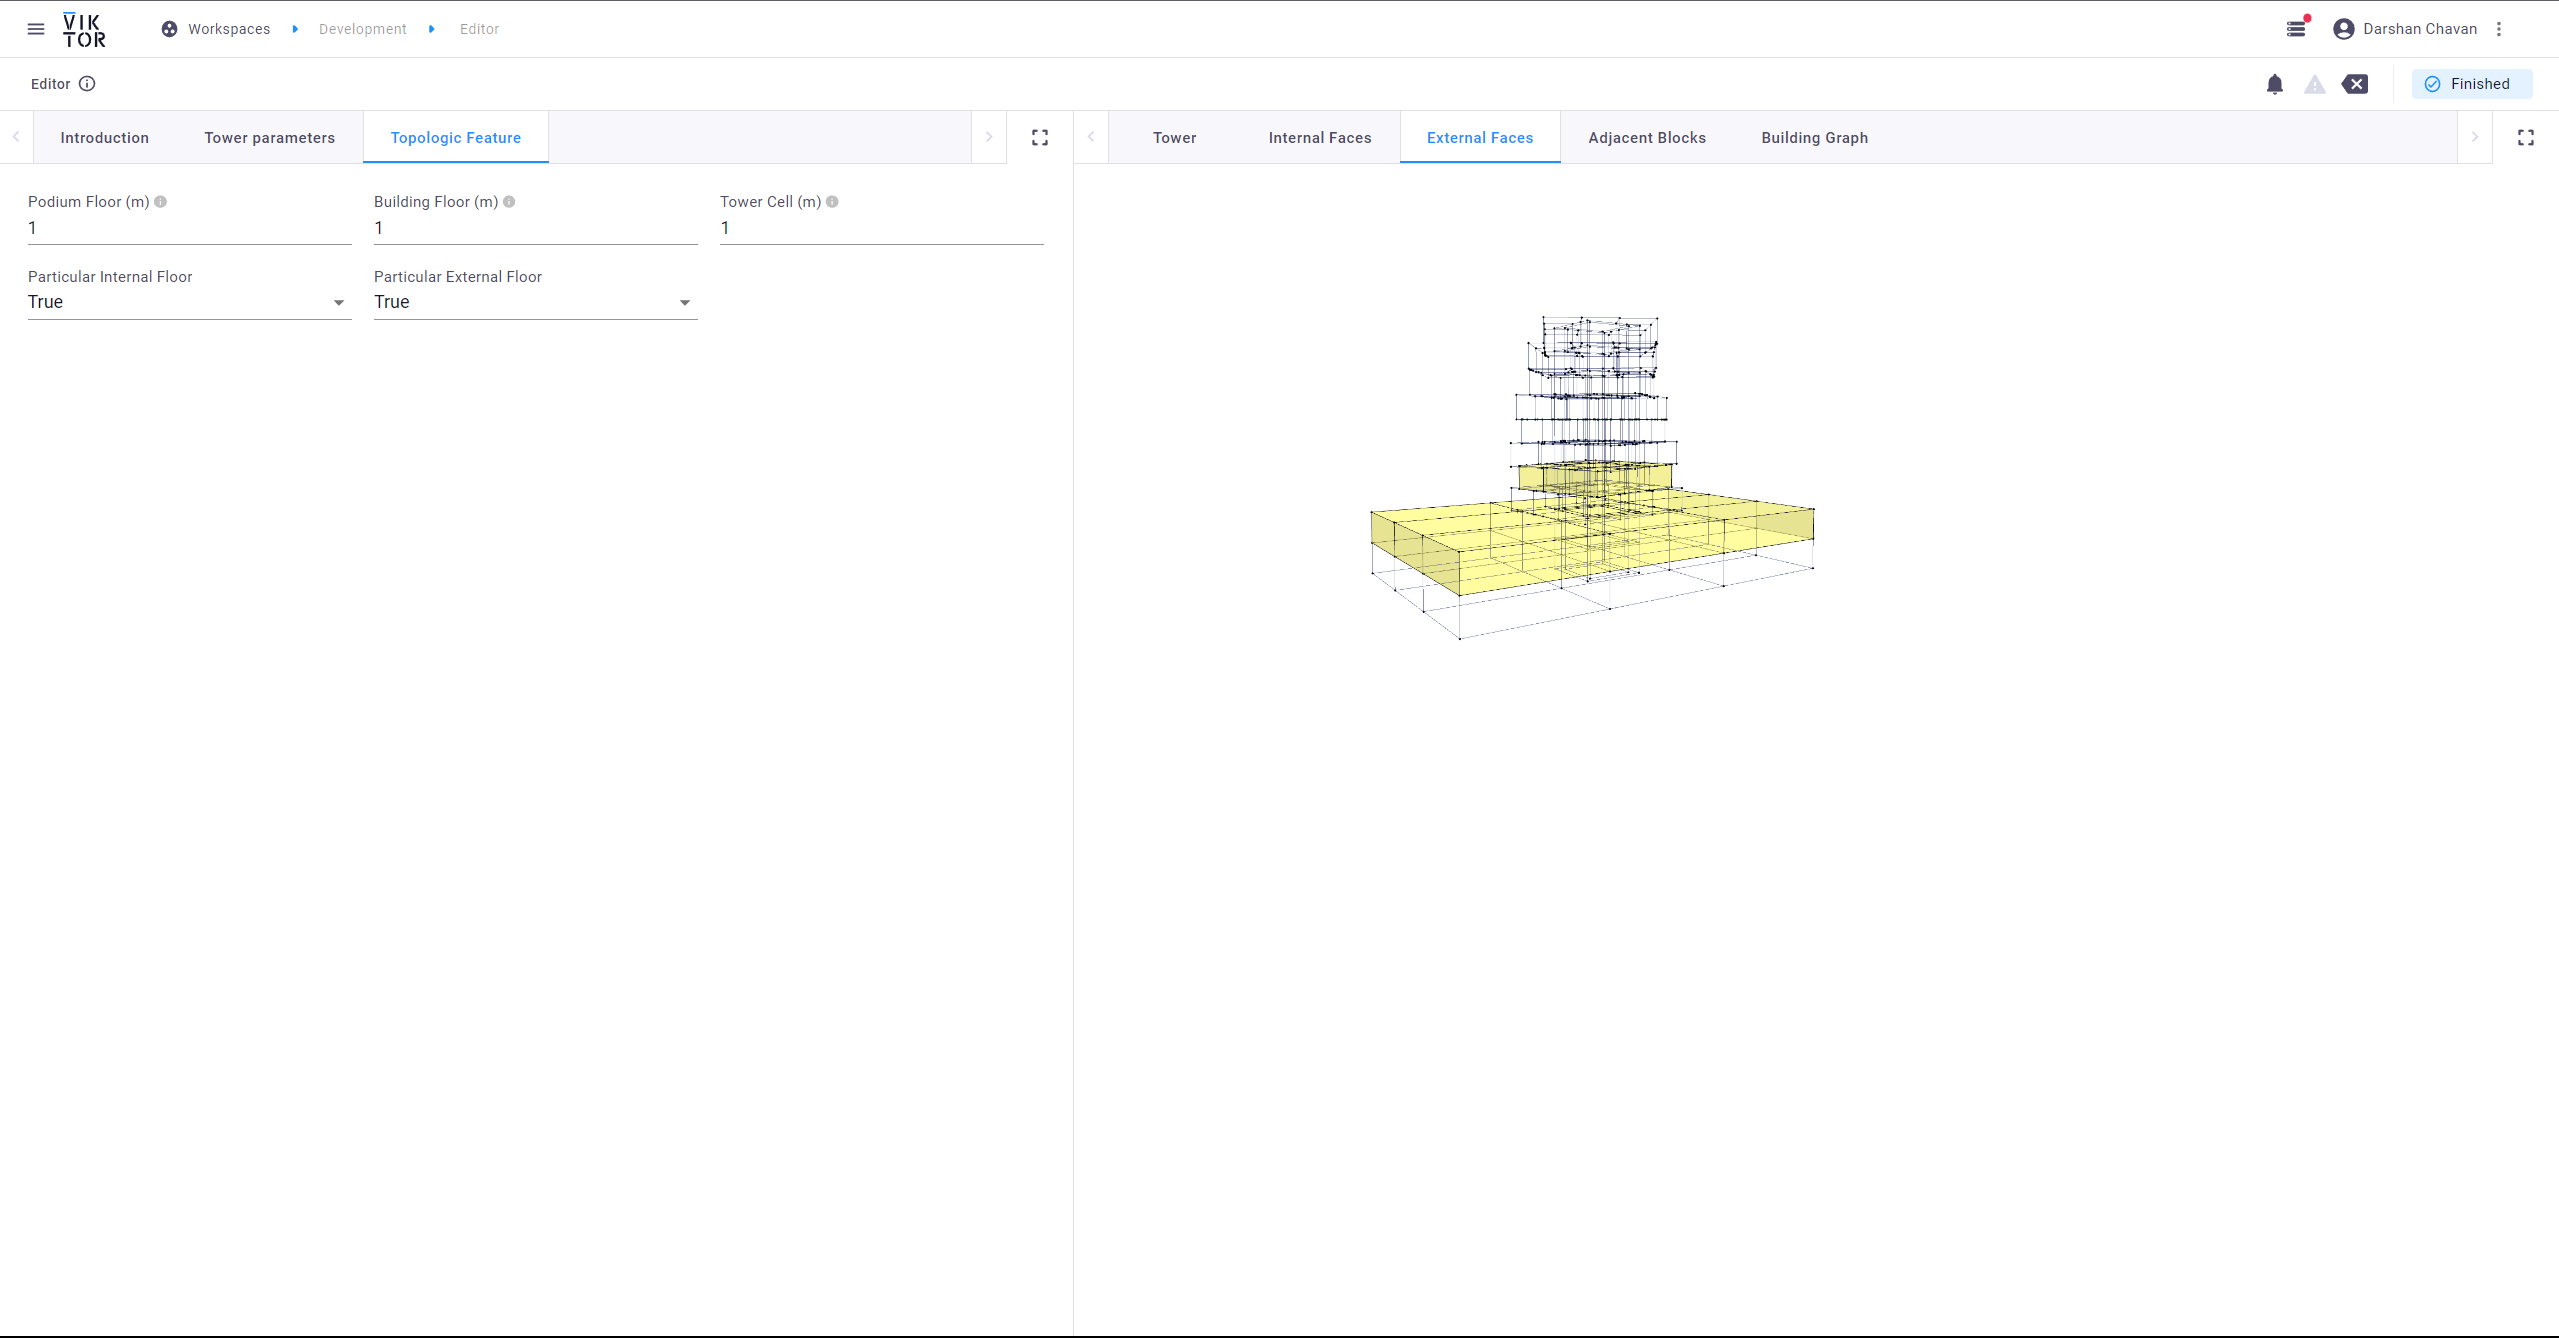 VIK
TOR
Workspaces Development Editor
Darshan Chavan
Editor
Finished
Introduction Tower parameters Topologic Feature
Tower Internal Faces External Faces Adjacent Blocks Building Graph
Podium Floor (m) Building Floor (m) Tower Cell (m)
1 1 1
Particular Internal Floor Particular External Floor
True True